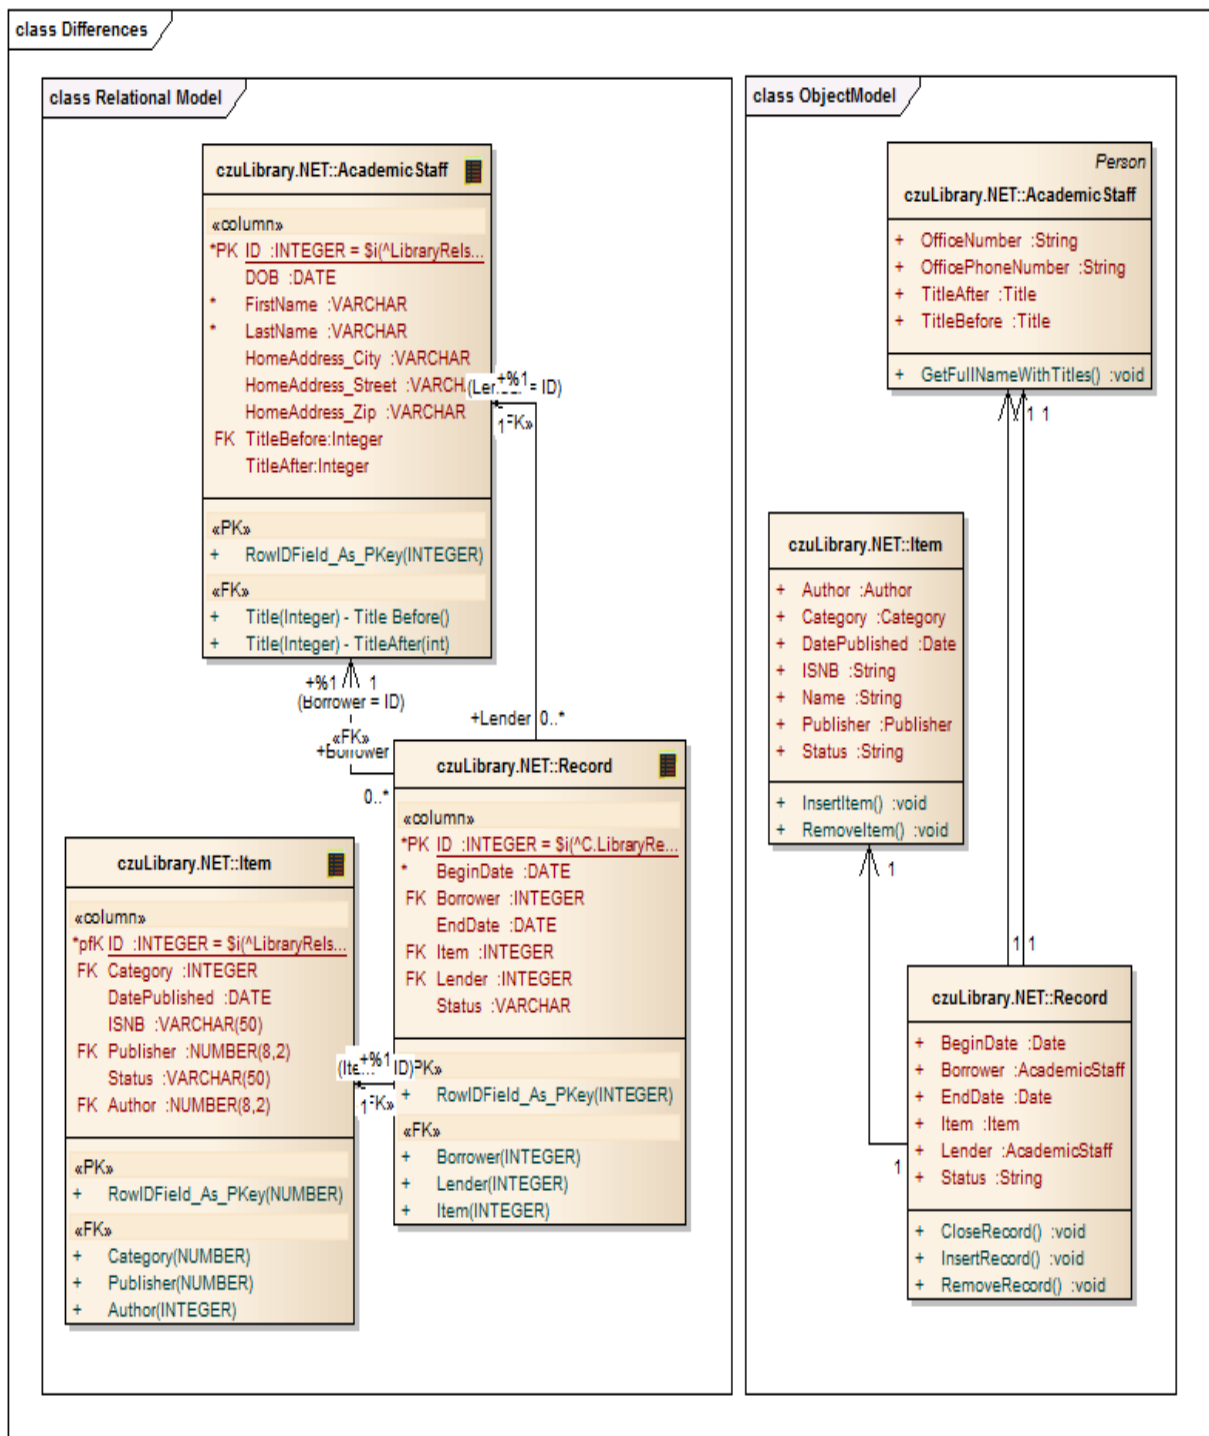 class Differences
class Relational Model
czuLibrary.NET::AcademicStaff
«column»
*PK ID :INTEGER = $i(^LibraryRels...
DOB :DATE
* FirstName :VARCHAR
* LastName :VARCHAR
HomeAddress_City :VARCHAR
HomeAddress_Street :VARCHA
HomeAddress_Zip :VARCHAR
FK TitleBefore:Integer
TitleAfter:Integer
«PK»
+ RowIDField_As_PKey(INTEGER)
«FK»
+ Title(Integer) - Title Before()
+ Title(Integer) - TitleAfter(int)
+%1
= ID)
1 FK»
+%1 1
(Borrower = ID)
«FK»
+Borrower
0..*
+Lender 0..*
czuLibrary.NET::Record
«column»
*PK ID :INTEGER = $i(^C.LibraryRe...
* BeginDate :DATE
FK Borrower :INTEGER
EndDate :DATE
FK Item :INTEGER
FK Lender :INTEGER
Status :VARCHAR
PK»
+ RowIDField_As_PKey(INTEGER)
«FK»
+ Borrower(INTEGER)
+ Lender(INTEGER)
+ Item(INTEGER)
+%1
ID)
1 FK»
czuLibrary.NET::Item
«column»
*pfK ID :INTEGER = $i(^LibraryRels...
FK Category :INTEGER
DatePublished :DATE
ISNB :VARCHAR(50)
FK Publisher :NUMBER(8,2)
Status :VARCHAR(50)
FK Author :NUMBER(8,2)
«PK»
+ RowIDField_As_PKey(NUMBER)
«FK»
+ Category(NUMBER)
+ Publisher(NUMBER)
+ Author(INTEGER)
class ObjectModel
Person
czuLibrary.NET::AcademicStaff
+ OfficeNumber :String
+ OfficePhoneNumber :String
+ TitleAfter :Title
+ TitleBefore :Title
+ GetFullNameWithTitles() :void
1 1
czuLibrary.NET::Item
+ Author :Author
+ Category :Category
+ DatePublished :Date
+ ISNB :String
+ Name :String
+ Publisher :Publisher
+ Status :String
+ InsertItem() :void
+ RemoveItem() :void
1
1 1
czuLibrary.NET::Record
+ BeginDate :Date
+ Borrower :AcademicStaff
+ EndDate :Date
+ Item :Item
+ Lender :AcademicStaff
+ Status :String
+ CloseRecord() :void
+ InsertRecord() :void
+ RemoveRecord() :void
1